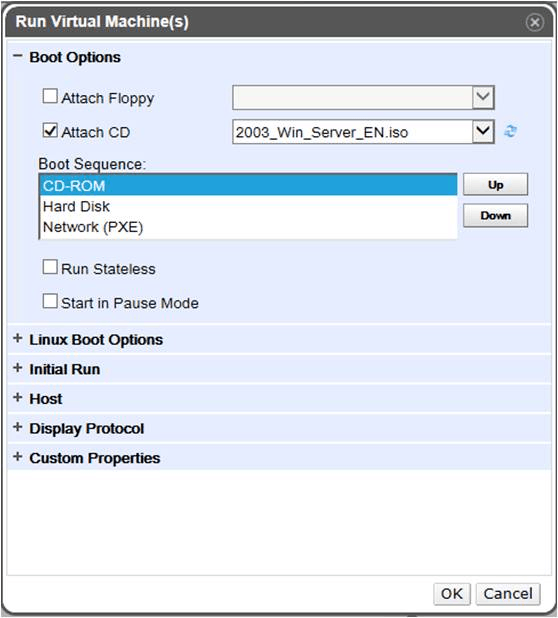 Run Virtual Machine(s)
Boot Options
Attach Floppy
Attach CD 2003_Win_Server_EN.iso
Boot Sequence:
CD-ROM Up
Hard Disk
Down
Network (PXE)
Run Stateless
Start in Pause Mode
Linux Boot Options
Initial Run
Host
Display Protocol
Custom Properties
OK Cancel